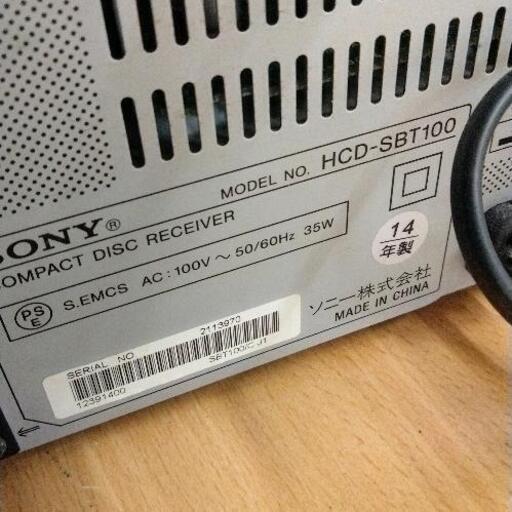 MODEL NO. HCD-SBT100
SONY®
COMPACT DISC RECEIVER
PS
E
S.EMCS AC : 100V ~ 50/60Hz 35W
14
年製
ソニー株式会社
MADE IN CHINA
SERIAL NO 2113970
12391400 SBT100/C J1